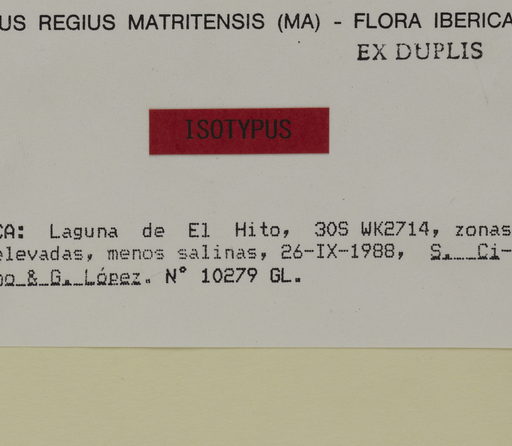 US REGIUS MATRITENSIS (MA) - FLORA IBERICA
EX DUPLIS
ISOTYPUS
CA: Laguna de El Hito, 30S WK2714, zonas
elevadas, menos salinas, 26-IX-1988, S. Ci-
& G. López. N° 10279 GL.